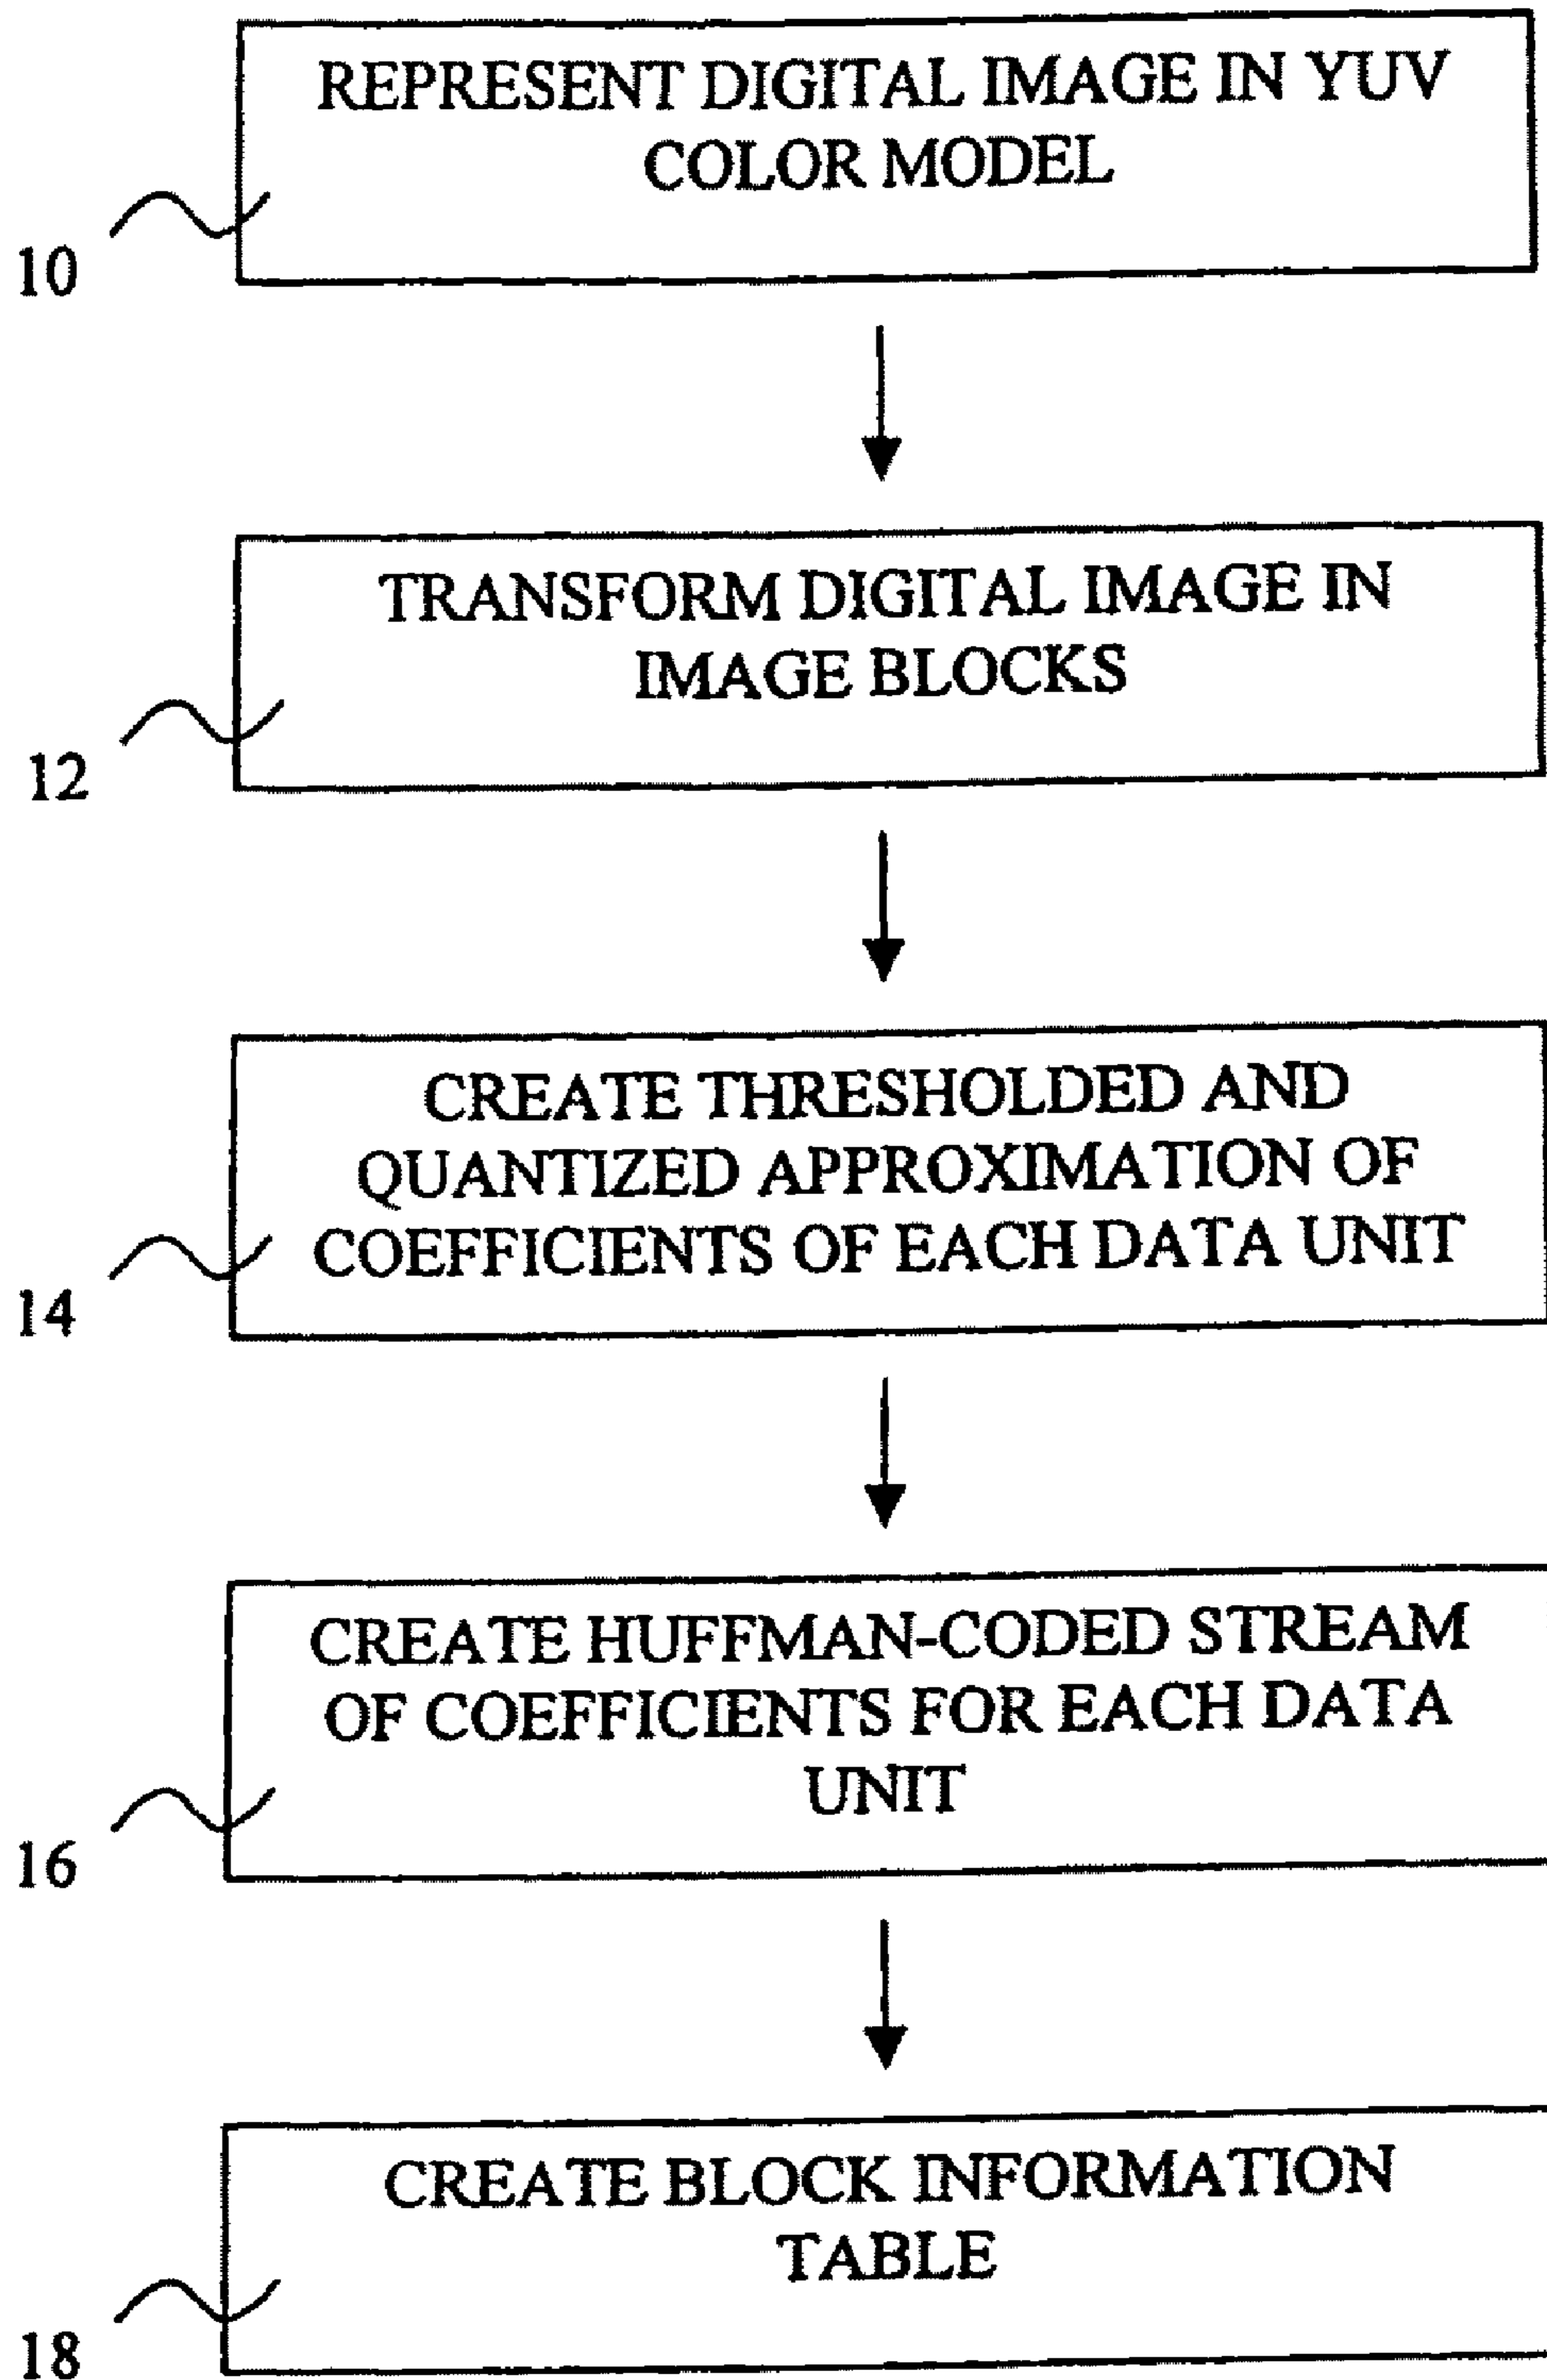 REPRESENT DIGITAL IMAGE IN YUV
COLOR MODEL
10
TRANSFORM DIGITAL IMAGE IN
IMAGE BLOCKS
12
CREATE THRESHOLDED AND
QUANTIZED APPROXIMATION OF
COEFFICIENTS OF EACH DATA UNIT
14
CREATE HUFFMAN-CODED STREAM
OF COEFFICIENTS FOR EACH DATA
UNIT
16
CREATE BLOCK INFORMATION
TABLE
18